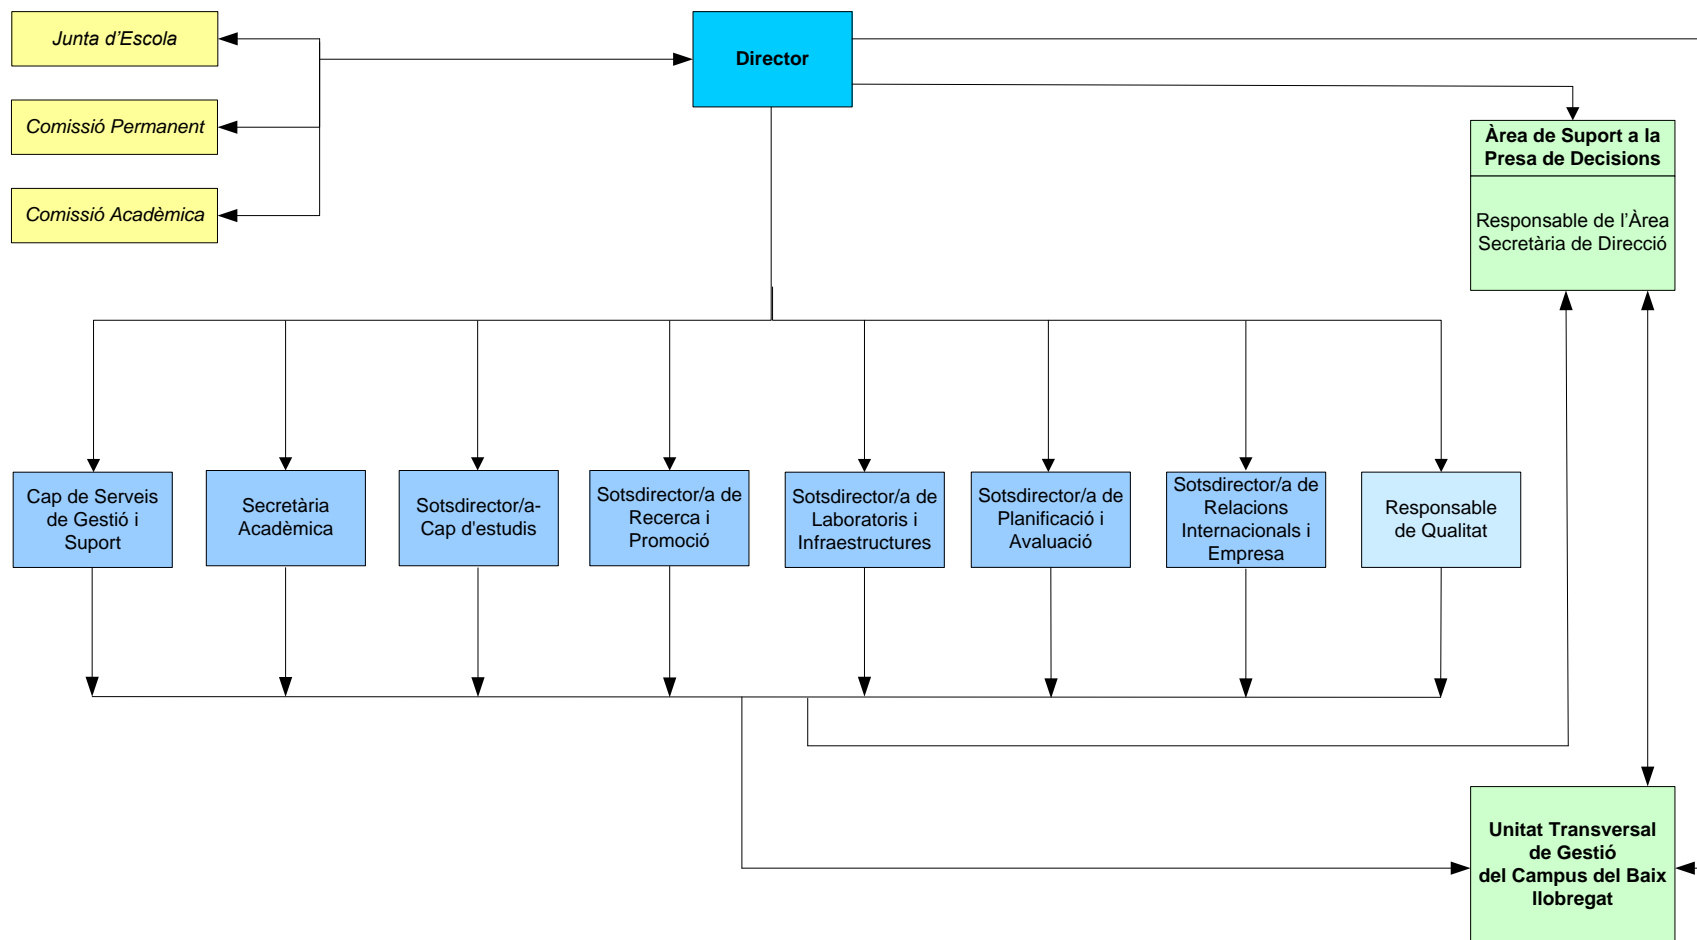 Junta d'Escola
Director
Comissió Permanent
Àrea de Suport a la
Presa de Decisions
Comissió Acadèmica
Responsable de l'Àrea
Secretària de Direcció
Cap de Serveis
de Gestió i
Suport
Secretària
Acadèmica
Sotsdirector/a-
Cap d'estudis
Sotsdirector/a de
Recerca i
Promoció
Sotsdirector/a de
Laboratoris i
Infraestructures
Sotsdirector/a de
Planificació i
Avaluació
Sotsdirector/a de
Relacions
Internacionals i
Empresa
Responsable
de Qualitat
Unitat Transversal
de Gestió
del Campus del Baix
llobregat